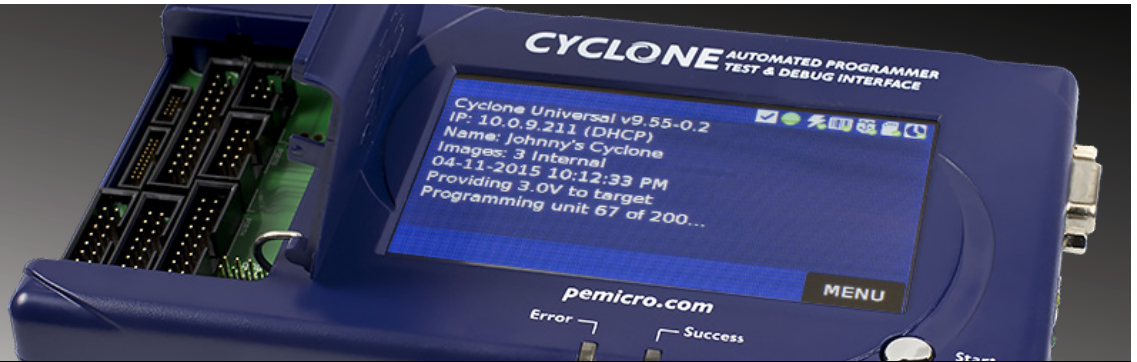 CYCLONE AUTOMATED PROGRAMMER
TEST & DEBUG INTERFACE
Cyclone Universal v9.55-0.2
IP: 10.0.9.211 (DHCP)
Name: Johnny's Cyclone
Images: 3 Internal
04-11-2015 10:12:33 PM
Providing 3.0V to target
Programming unit 67 of 200...
MENU
pemicro.com
Error
Success
Start